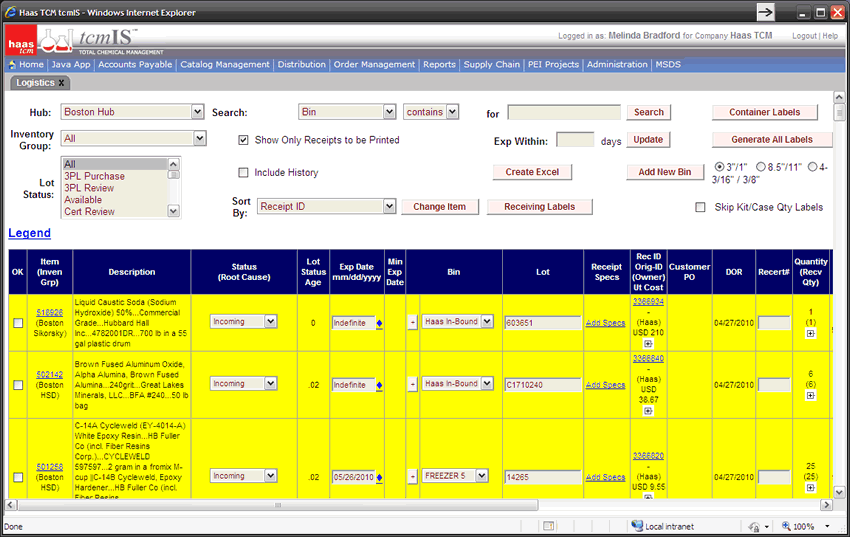 Haas TCM tcmIS - Windows Internet Explorer
haas tcm
tcmIS™
TOTAL CHEMICAL MANAGEMENT
Logged in as: Melinda Bradford for Company Haas TCM Logout | Help
Home | Java App | Accounts Payable | Catalog Management | Distribution | Order Management | Reports | Supply Chain | PEI Projects | Administration | MSDS
Logistics X
Hub: Boston Hub Search: Bin contains for Search Container Labels
Inventory Group: All Show Only Receipts to be Printed Exp Within: days Update Generate All Labels
Lot Status: All
3PL Purchase
3PL Review
Available
Cert Review
Include History Create Excel Add New Bin 3"/1" 8.5"/11" 4-3/16" / 3/8"
Sort By: Receipt ID Change Item Receiving Labels Skip Kit/Case Qty Labels
Legend
OK Item (Inven Grp) Description Status (Root Cause) Lot Status Age Exp Date mm/dd/yyyy Min Exp Date Bin Lot Receipt Specs Rec ID Orig-ID (Owner) Ut Cost Customer PO DOR Recert# Quantity (Recv Qty)
518926 (Boston Sikorsky)
Liquid Caustic Soda (Sodium
Hydroxide) 50%...Commercial
Grade...Hubbard Hall
Inc...4782001DR...700 lb in a 55
gal plastic drum
Incoming 0 Indefinite + Haas In-Bound 603651 Add Specs 3366934 - (Haas) USD 210 04/27/2010 1 (1)
502142 (Boston HSD)
Brown Fused Aluminum Oxide,
Alpha Alumina, Brown Fused
Alumina...240grit...Great Lakes
Minerals, LLC...BFA #240...50 lb
bag
Incoming .02 Indefinite + Haas In-Bound C1710240 Add Specs 3366840 - (Haas) USD 38.67 04/27/2010 6 (6)
501258 (Boston HSD)
C-14A Cycleweld (EY-4014-A)
White Epoxy Resin...HB Fuller
Co (incl. Fiber Resins
Corp.)...CYCLEWELD
597597...2 gram in a fromix M-
cup ||C-14B Cycleweld, Epoxy
Hardener...HB Fuller Co (incl.
Fiber Resins
Incoming .02 05/26/2010 + FREEZER 5 14265 Add Specs 3366820 - (Haas) USD 9.55 04/27/2010 25 (25)
Done Local intranet 100%